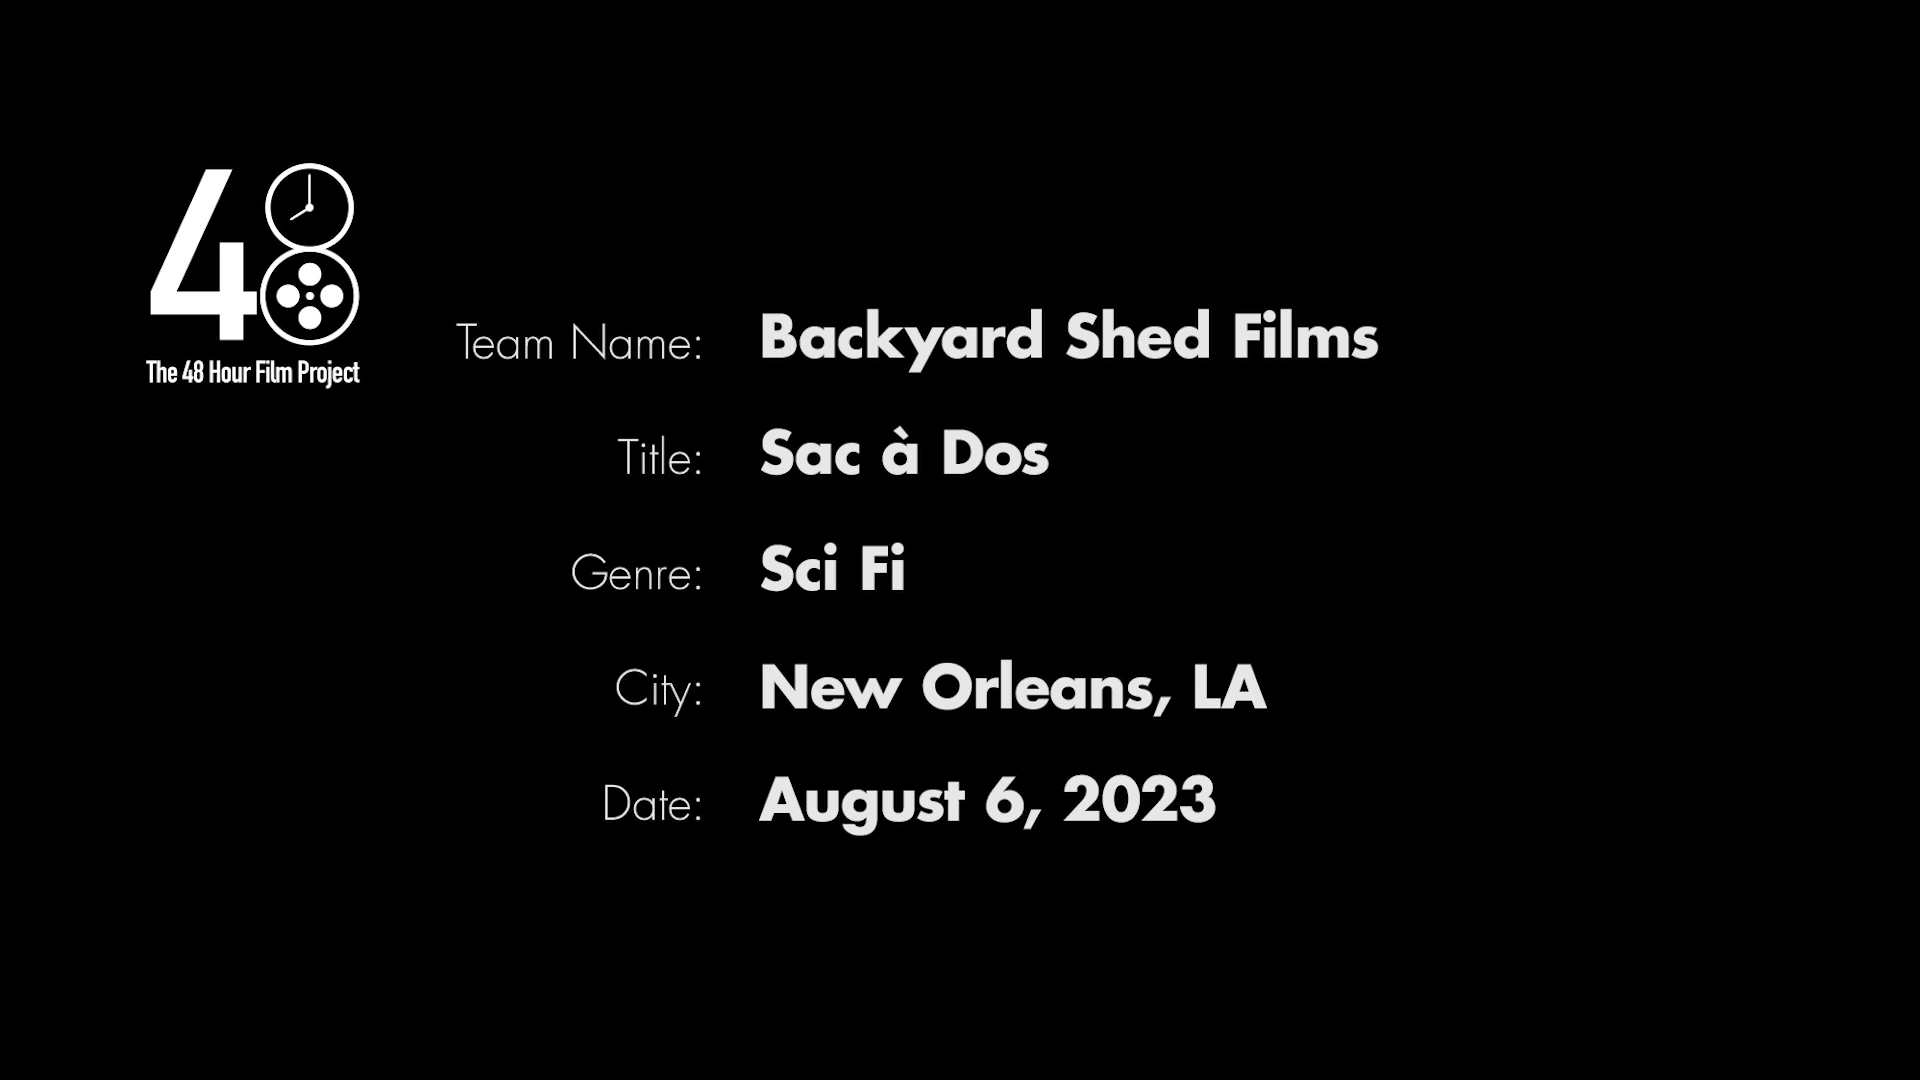 48
The 48 Hour Film Project
Team Name: Backyard Shed Films
Title: Sac à Dos
Genre: Sci Fi
City: New Orleans, LA
Date: August 6, 2023